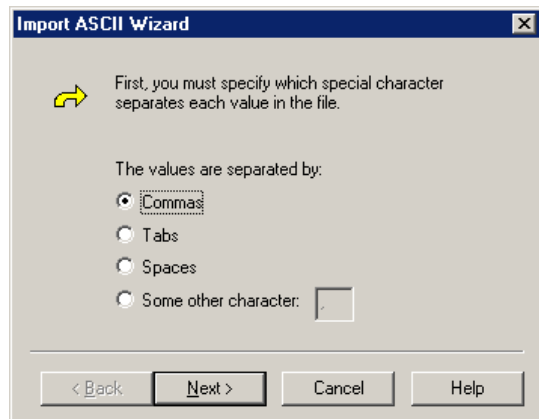 Import ASCII Wizard
First, you must specify which special character
separates each value in the file.
The values are separated by:
Commas
Tabs
Spaces
Some other character: ,
< Back Next > Cancel Help